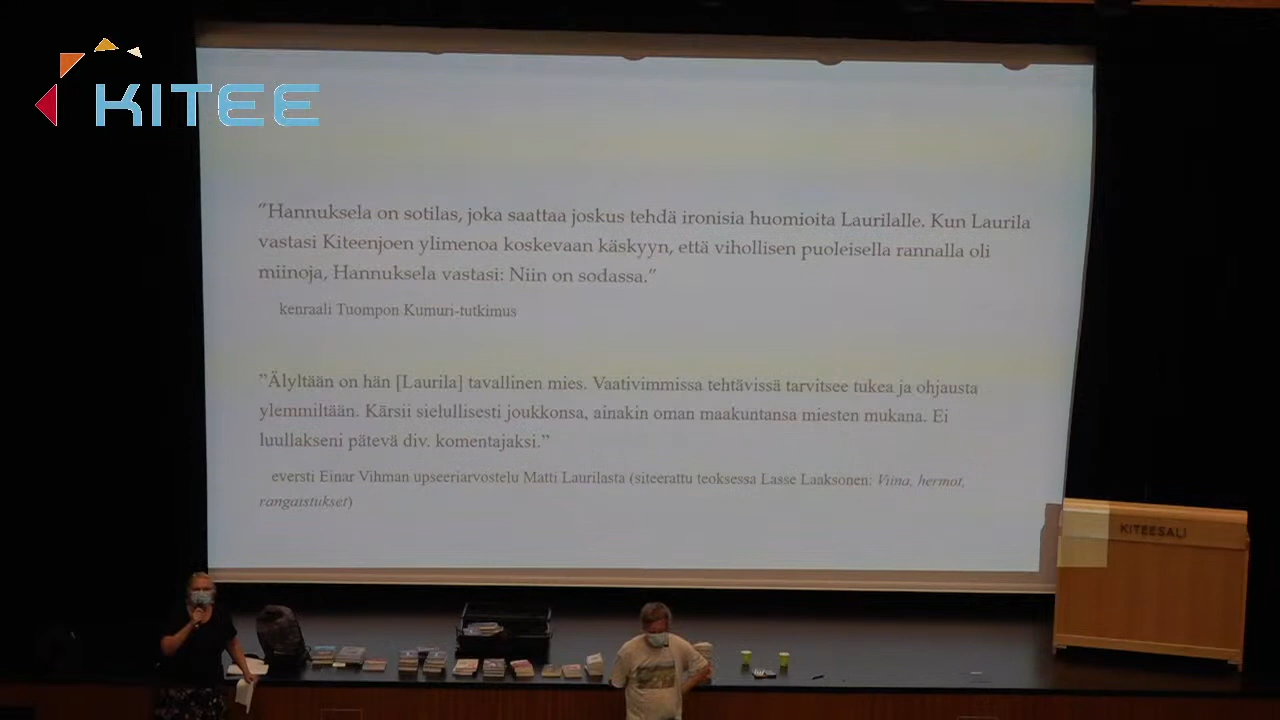 KITEE
”Hannuksela on sotilas, joka saattaa joskus tehdä ironisia huomioita Laurilalle. Kun Laurila
vastasi Kiteenjoen ylimenoa koskevaan käskyyn, että vihollisen puoleisella rannalla oli
miinoja, Hannuksela vastasi: Niin on sodassa.”
kenraali Tuompon Kumuri-tutkimus
”Älyltään on hän [Laurila] tavallinen mies. Vaativimmissa tehtävissä tarvitsee tukea ja ohjausta
ylemmiltään. Kärsii sielullisesti joukkonsa, ainakin oman maakuntansa miesten mukana. Ei
luullakseni pätevä div. komentajaksi.”
eversti Einar Vihman upseeriarvostelu Matti Laurilasta (siteerattu teoksessa Lasse Laaksonen: Viina, hermot,
rangaistukset)
KITEESALI